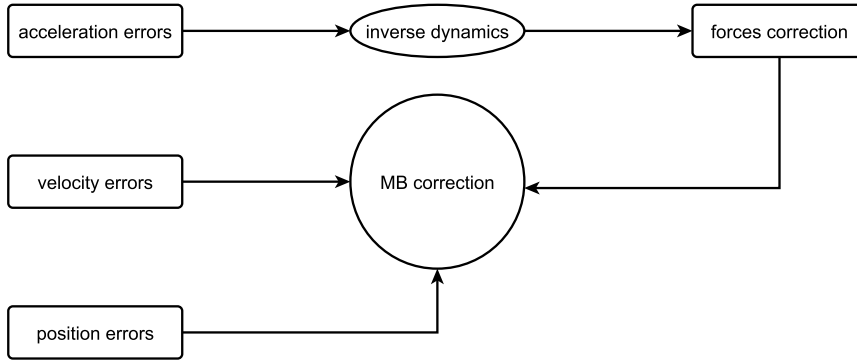 acceleration errors
inverse dynamics
forces correction
velocity errors
MB correction
position errors